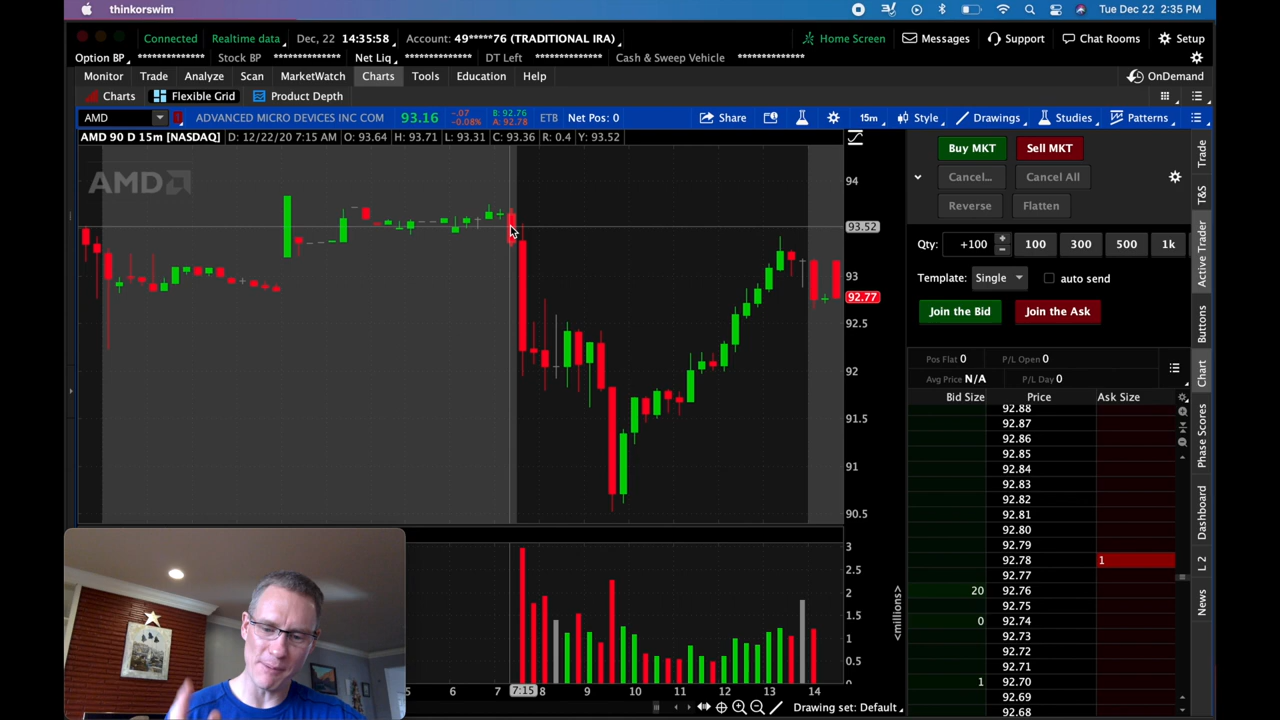 thinkorswim
Tue Dec 22 2:35 PM
Connected Realtime data Dec, 22 14:35:58 Account: 49****76 (TRADITIONAL IRA) Home Screen Messages Support Chat Rooms Setup
Option BP ************** Stock BP ************** Net Liq ************** DT Left ************** Cash & Sweep Vehicle **************
Monitor Trade Analyze Scan MarketWatch Charts Tools Education Help OnDemand
Charts Flexible Grid Product Depth
AMD ADVANCED MICRO DEVICES INC COM 93.16 -.07 -0.08% B: 92.76 A: 92.78 ETB Net Pos: 0 Share 15m Style Drawings Studies Patterns
AMD 90 D 15m [NASDAQ] D: 12/22/20 7:15 AM O: 93.64 H: 93.71 L: 93.31 C: 93.36 R: 0.4 Y: 93.52
AMD
94
93.52
93
92.77
92.5
92
91.5
91
90.5
3
2.5
2
1.5
1
0.5
0
<millions>
5 6 7 7:15 8 9 10 11 12 13 14
Drawing set: Default
Buy MKT Sell MKT
Cancel... Cancel All
Reverse Flatten
Qty: +100 100 300 500 1k
Template: Single auto send
Join the Bid Join the Ask
Pos Flat 0 P/L Open 0
Avg Price N/A P/L Day 0
Bid Size Price Ask Size
92.88
92.87
92.86
92.85
92.84
92.83
92.82
92.81
92.80
92.79
92.78 1
92.77
20 92.76
92.75
0 92.74
92.73
92.72
92.71
1 92.70
92.69
92.68
Trade
T&S
Active Trader
Buttons
Chart
Phase Scores
Dashboard
L 2
News